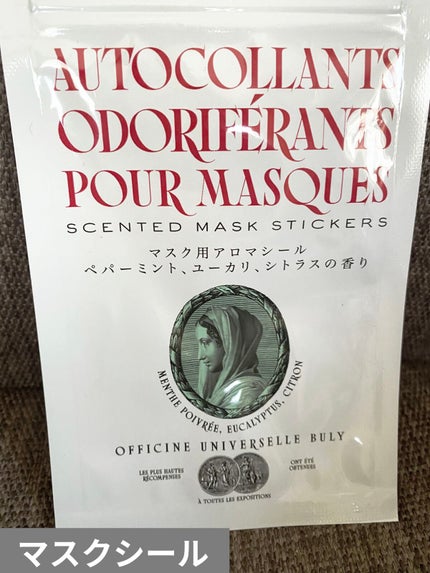 AUTOCOLLANTS
ODORIFÉRANTS
POUR MASQUES
SCENTED MASK STICKERS
マスク用アロマシール
ペパーミント、ユーカリ、シトラスの香り
MENTHE POIVRÉE, EUCALYPTUS, CITRON
OFFICINE UNIVERSELLE BULY
LES PLUS HAUTES
RÉCOMPENSES
ONT ÉTÉ
OBTENUES
À TOUTES LES EXPOSITIONS
マスクシール